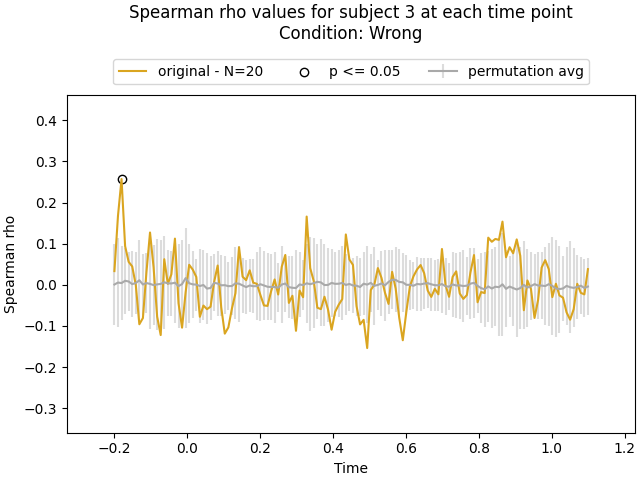 Spearman rho values for subject 3 at each time point
Condition: Wrong
original - N=20 p <= 0.05 permutation avg
0.4
0.3
0.2
0.1
0.0
−0.1
−0.2
−0.3
Spearman rho
−0.2 0.0 0.2 0.4 0.6 0.8 1.0 1.2
Time